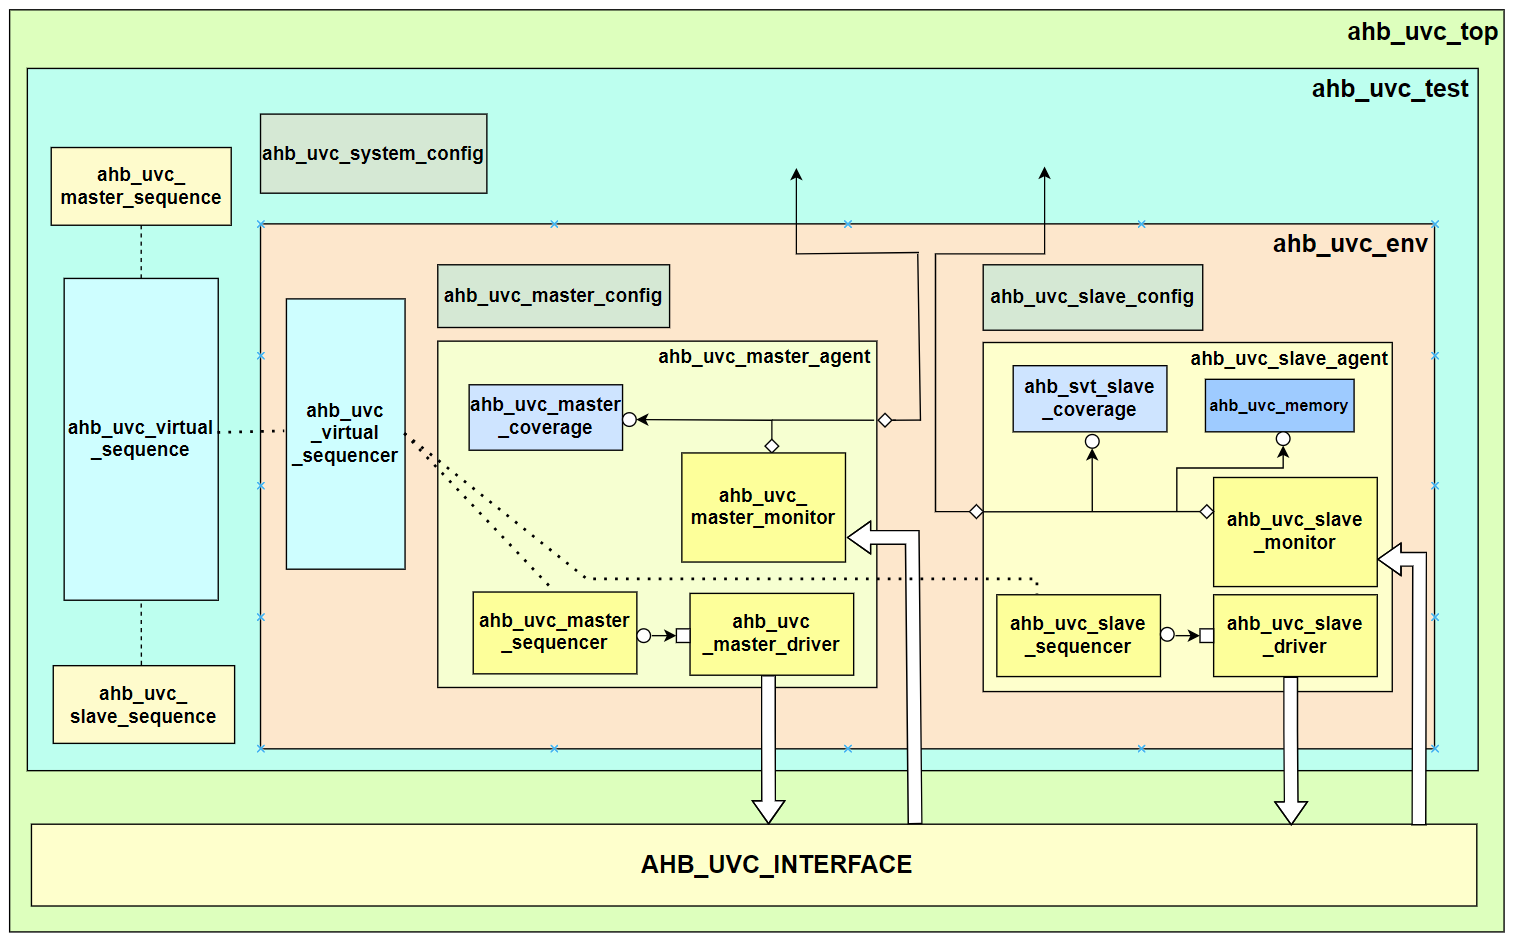 ahb_uvc_top
ahb_uvc_test
ahb_uvc_system_config
ahb_uvc_
master_sequence
ahb_uvc_virtual
_sequence
ahb_uvc_
slave_sequence
ahb_uvc_env
ahb_uvc
_virtual
_sequencer
ahb_uvc_master_config
ahb_uvc_master_agent
ahb_uvc_master
_coverage
ahb_uvc_
master_monitor
ahb_uvc_master
_sequencer
ahb_uvc
_master_driver
ahb_uvc_slave_config
ahb_uvc_slave_agent
ahb_svt_slave
_coverage
ahb_uvc_memory
ahb_uvc_slave
_monitor
ahb_uvc_slave
_sequencer
ahb_uvc_slave
_driver
AHB_UVC_INTERFACE